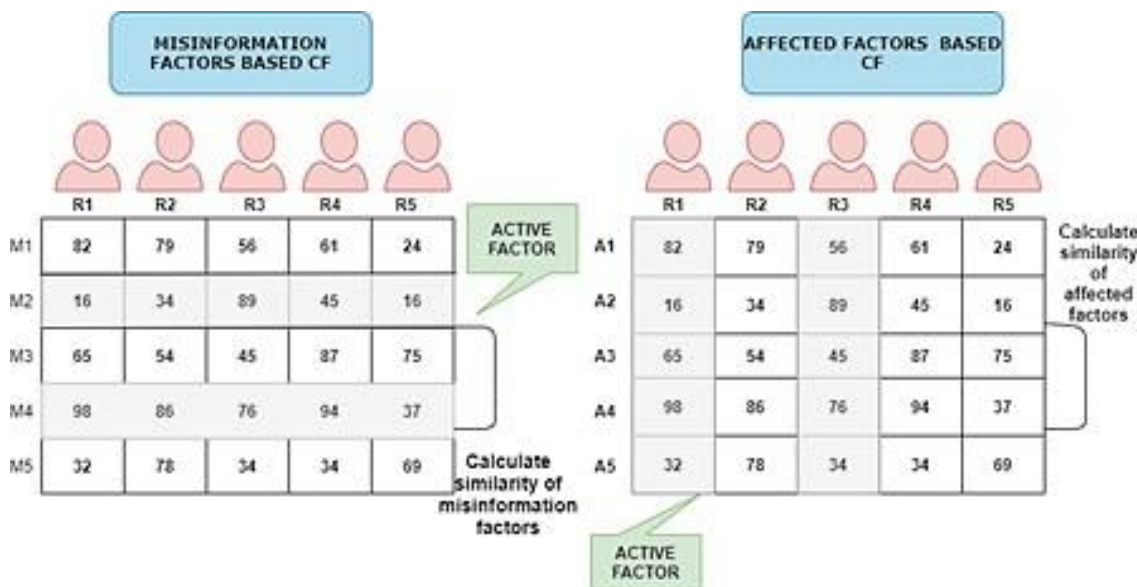 MISINFORMATION
FACTORS BASED CF
R1 R2 R3 R4 R5
M1 82 79 56 61 24
M2 16 34 89 45 16
M3 65 54 45 87 75
M4 98 86 76 94 37
M5 32 78 34 34 69
ACTIVE
FACTOR
Calculate
similarity of
misinformation
factors
AFFECTED FACTORS BASED
CF
R1 R2 R3 R4 R5
A1 82 79 56 61 24
A2 16 34 89 45 16
A3 65 54 45 87 75
A4 98 86 76 94 37
A5 32 78 34 34 69
Calculate
similarity
of
affected
factors
ACTIVE
FACTOR